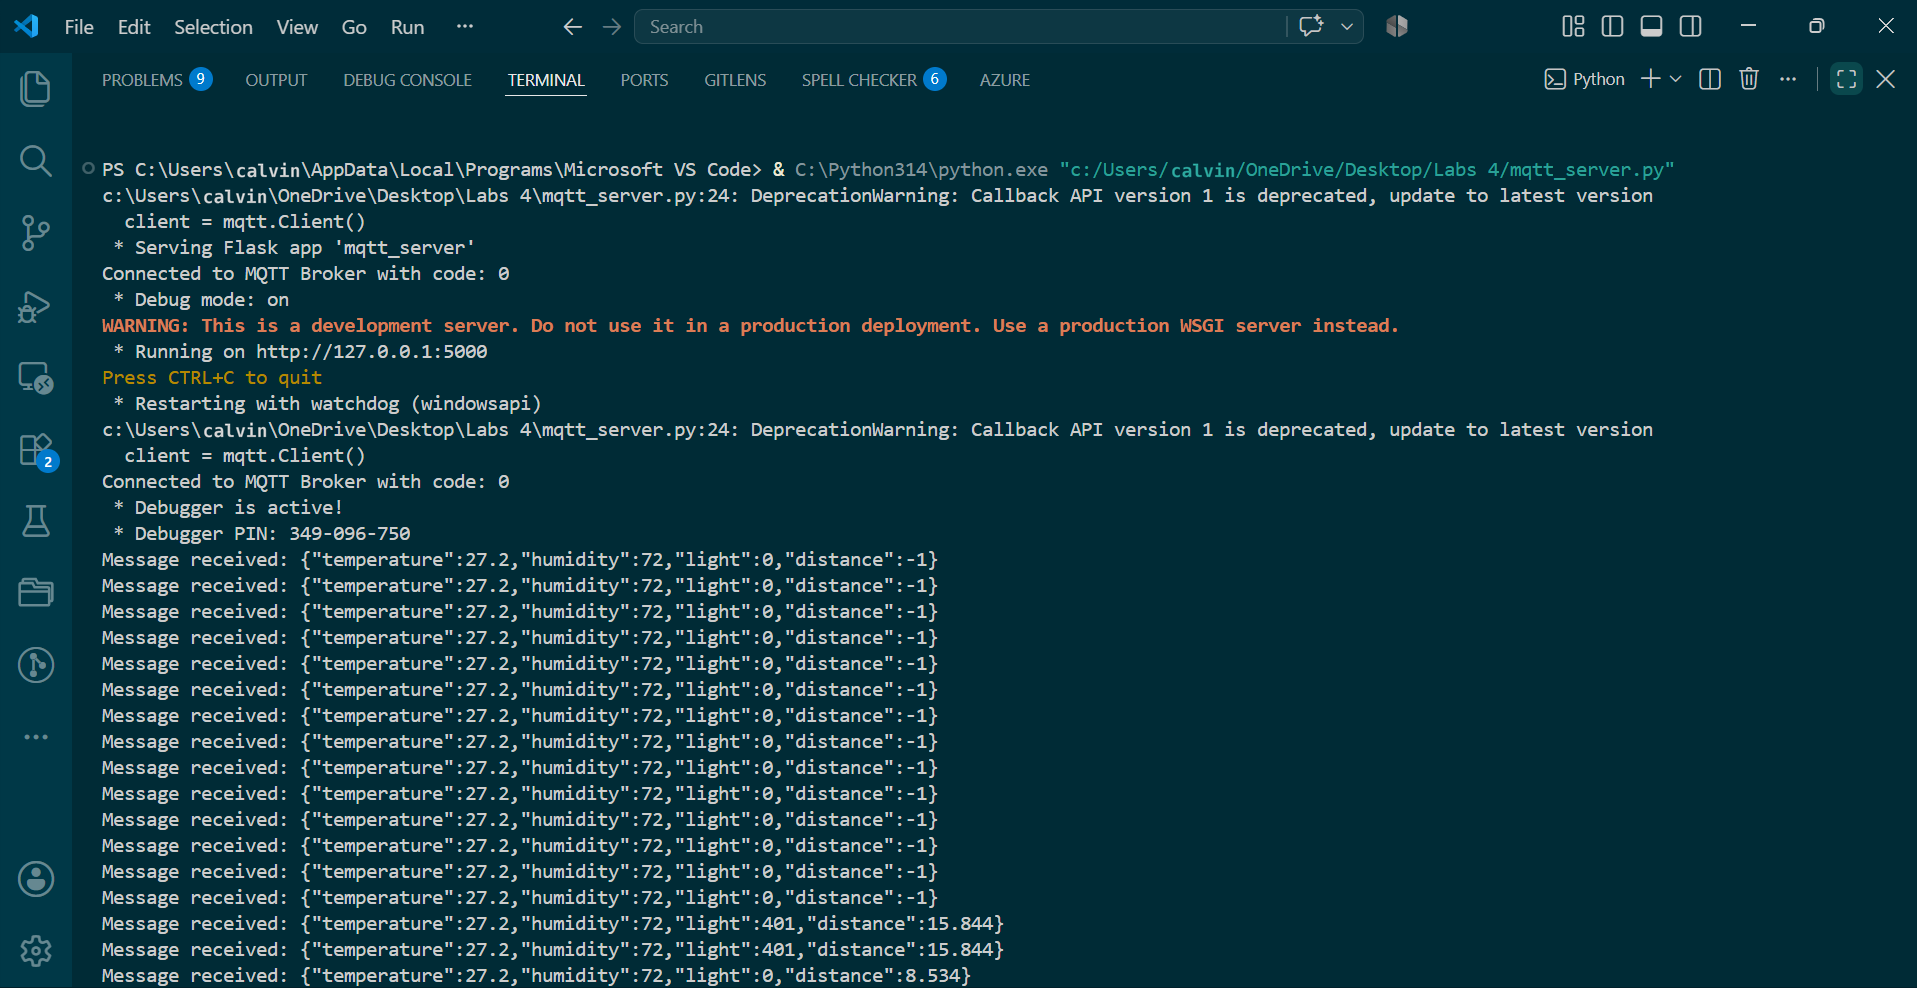 File Edit Selection View Go Run ··· Search
PROBLEMS 9 OUTPUT DEBUG CONSOLE TERMINAL PORTS GITLENS SPELL CHECKER 6 AZURE Python
PS C:\Users\calvin\AppData\Local\Programs\Microsoft VS Code> & C:\Python314\python.exe "c:/Users/calvin/OneDrive/Desktop/Labs 4/mqtt_server.py"
c:\Users\calvin\OneDrive\Desktop\Labs 4\mqtt_server.py:24: DeprecationWarning: Callback API version 1 is deprecated, update to latest version
  client = mqtt.Client()
 * Serving Flask app 'mqtt_server'
Connected to MQTT Broker with code: 0
 * Debug mode: on
WARNING: This is a development server. Do not use it in a production deployment. Use a production WSGI server instead.
 * Running on http://127.0.0.1:5000
Press CTRL+C to quit
 * Restarting with watchdog (windowsapi)
c:\Users\calvin\OneDrive\Desktop\Labs 4\mqtt_server.py:24: DeprecationWarning: Callback API version 1 is deprecated, update to latest version
  client = mqtt.Client()
2
Connected to MQTT Broker with code: 0
 * Debugger is active!
 * Debugger PIN: 349-096-750
Message received: {"temperature":27.2,"humidity":72,"light":0,"distance":-1}
Message received: {"temperature":27.2,"humidity":72,"light":0,"distance":-1}
Message received: {"temperature":27.2,"humidity":72,"light":0,"distance":-1}
Message received: {"temperature":27.2,"humidity":72,"light":0,"distance":-1}
Message received: {"temperature":27.2,"humidity":72,"light":0,"distance":-1}
Message received: {"temperature":27.2,"humidity":72,"light":0,"distance":-1}
Message received: {"temperature":27.2,"humidity":72,"light":0,"distance":-1}
Message received: {"temperature":27.2,"humidity":72,"light":0,"distance":-1}
Message received: {"temperature":27.2,"humidity":72,"light":0,"distance":-1}
Message received: {"temperature":27.2,"humidity":72,"light":0,"distance":-1}
Message received: {"temperature":27.2,"humidity":72,"light":0,"distance":-1}
Message received: {"temperature":27.2,"humidity":72,"light":0,"distance":-1}
Message received: {"temperature":27.2,"humidity":72,"light":0,"distance":-1}
Message received: {"temperature":27.2,"humidity":72,"light":0,"distance":-1}
Message received: {"temperature":27.2,"humidity":72,"light":401,"distance":15.844}
Message received: {"temperature":27.2,"humidity":72,"light":401,"distance":15.844}
Message received: {"temperature":27.2,"humidity":72,"light":0,"distance":8.534}